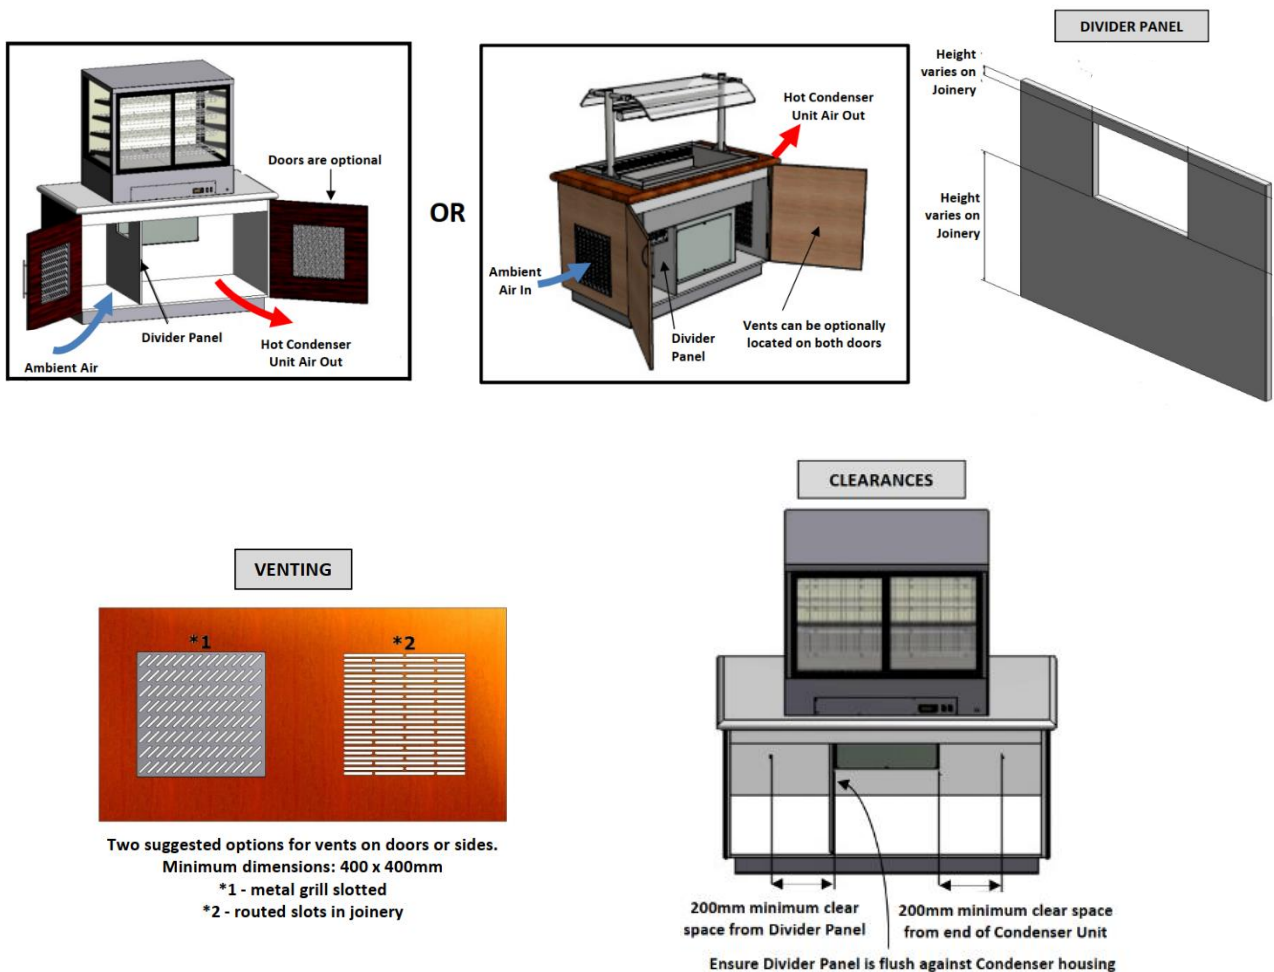 DIVIDER PANEL
Height
varies on
Joinery
Height
varies on
Joinery
Doors are optional
Divider Panel
Ambient Air
Hot Condenser
Unit Air Out
OR
Hot Condenser
Unit Air Out
Ambient
Air In
Divider
Panel
Vents can be optionally
located on both doors
VENTING
*1
*2
Two suggested options for vents on doors or sides.
Minimum dimensions: 400 x 400mm
*1 - metal grill slotted
*2 - routed slots in joinery
CLEARANCES
200mm minimum clear
space from Divider Panel
200mm minimum clear space
from end of Condenser Unit
Ensure Divider Panel is flush against Condenser housing